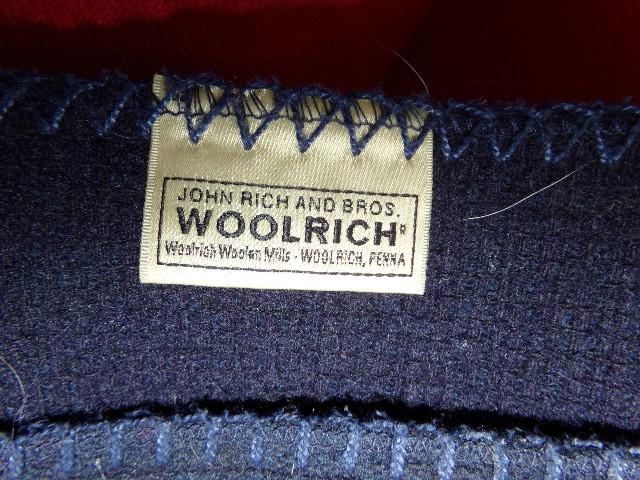 JOHN RICH AND BROS.
WOOLRICH®
Woolrich Woolen Mills - WOOLRICH, PENNA